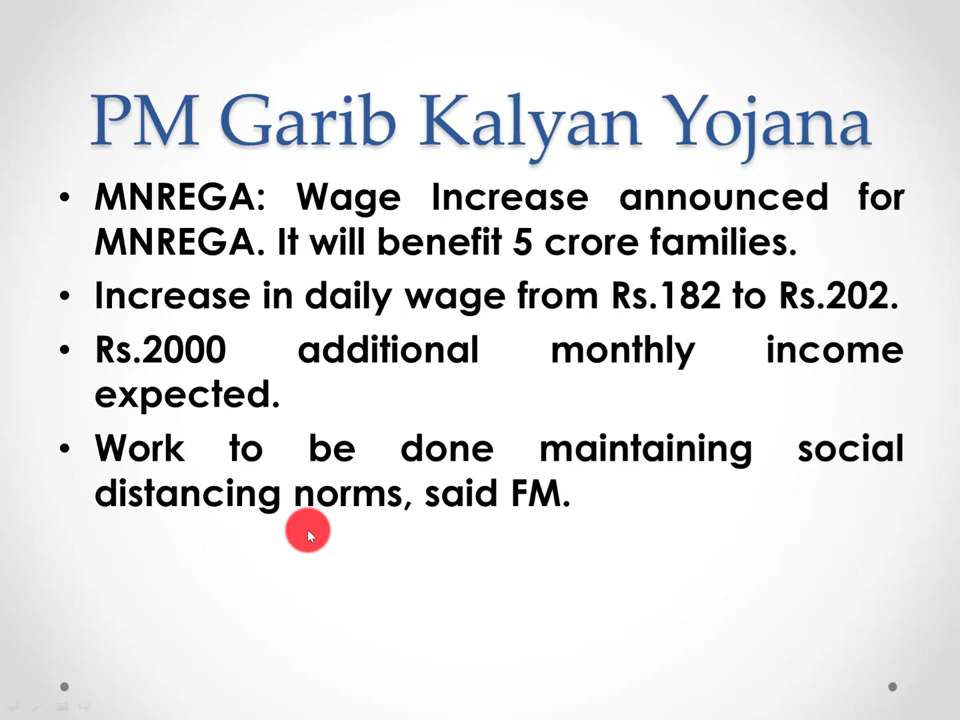 PM Garib Kalyan Yojana
• MNREGA: Wage Increase announced for
MNREGA. It will benefit 5 crore families.
• Increase in daily wage from Rs.182 to Rs.202.
• Rs.2000 additional monthly income
expected.
• Work to be done maintaining social
distancing norms, said FM.